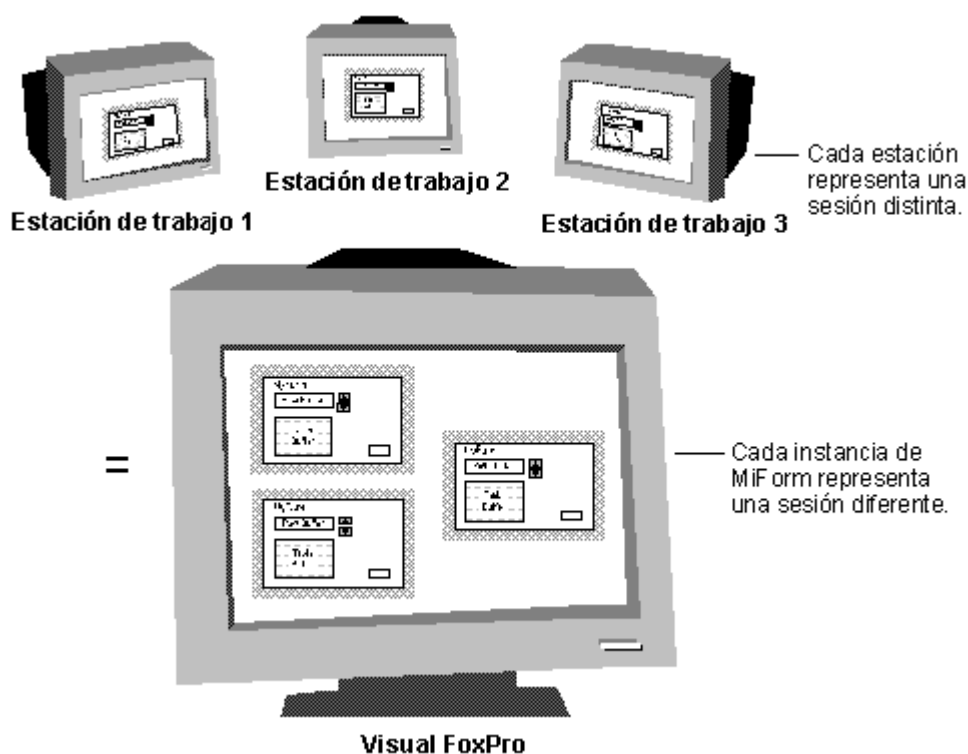 Estación de trabajo 1
Estación de trabajo 2
Estación de trabajo 3
Cada estación
representa una
sesión distinta.
=
Cada instancia de
MiForm representa
una sesión diferente.
Visual FoxPro